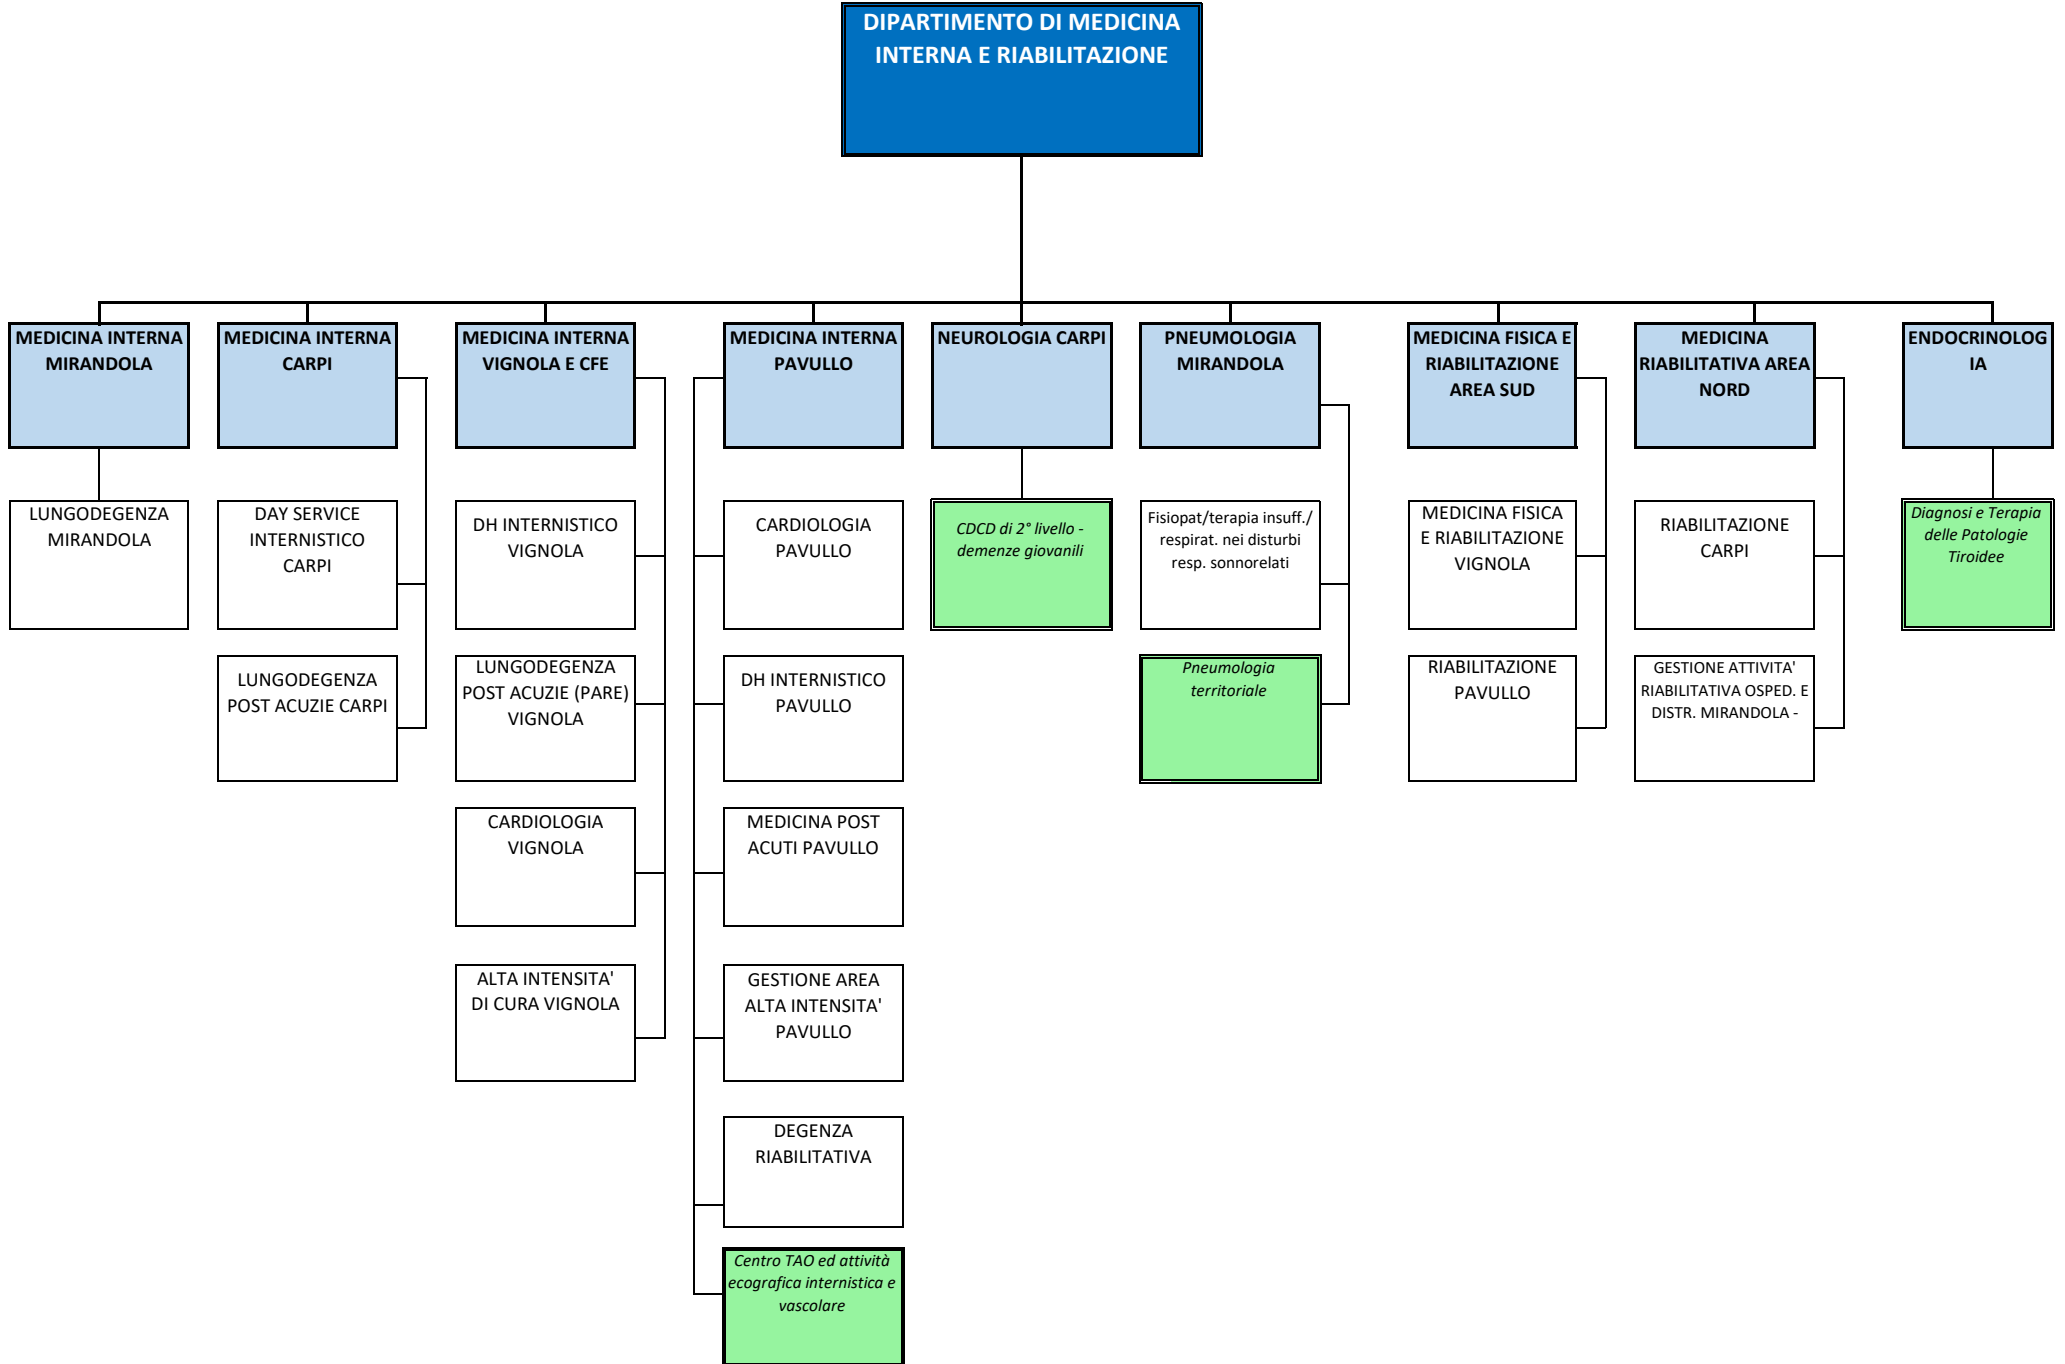 DIPARTIMENTO DI MEDICINA
INTERNA E RIABILITAZIONE
MEDICINA INTERNA
MIRANDOLA
MEDICINA INTERNA
CARPI
MEDICINA INTERNA
VIGNOLA E CFE
MEDICINA INTERNA
PAVULLO
NEUROLOGIA CARPI
PNEUMOLOGIA
MIRANDOLA
MEDICINA FISICA E
RIABILITAZIONE
AREA SUD
MEDICINA
RIABILITATIVA AREA
NORD
ENDOCRINOLOG
IA
LUNGODEGENZA
MIRANDOLA
DAY SERVICE
INTERNISTICO
CARPI
DH INTERNISTICO
VIGNOLA
CARDIOLOGIA
PAVULLO
CDCD di 2° livello -
demenze giovanili
Fisiopat/terapia insuff./
respirat. nei disturbi
resp. sonnorelati
MEDICINA FISICA
E RIABILITAZIONE
VIGNOLA
RIABILITAZIONE
CARPI
Diagnosi e Terapia
delle Patologie
Tiroidee
LUNGODEGENZA
POST ACUZIE CARPI
LUNGODEGENZA
POST ACUZIE (PARE)
VIGNOLA
DH INTERNISTICO
PAVULLO
Pneumologia
territoriale
RIABILITAZIONE
PAVULLO
GESTIONE ATTIVITA'
RIABILITATIVA OSPED. E
DISTR. MIRANDOLA -
CARDIOLOGIA
VIGNOLA
MEDICINA POST
ACUTI PAVULLO
ALTA INTENSITA'
DI CURA VIGNOLA
GESTIONE AREA
ALTA INTENSITA'
PAVULLO
DEGENZA
RIABILITATIVA
Centro TAO ed attività
ecografica internistica e
vascolare